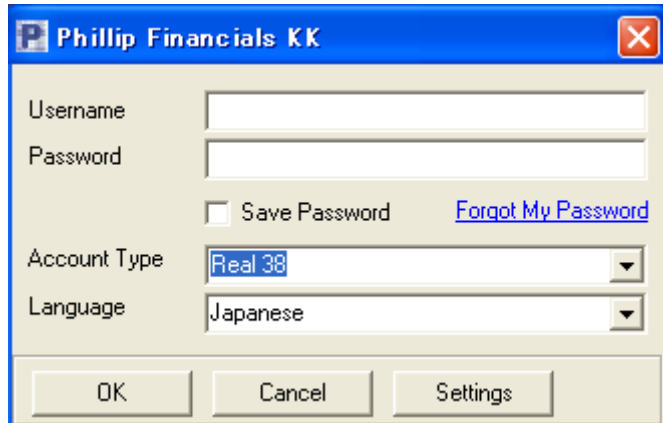 P Phillip Financials KK
Username
Password
Save Password Forgot My Password
Account Type Real 38
Language Japanese
OK Cancel Settings